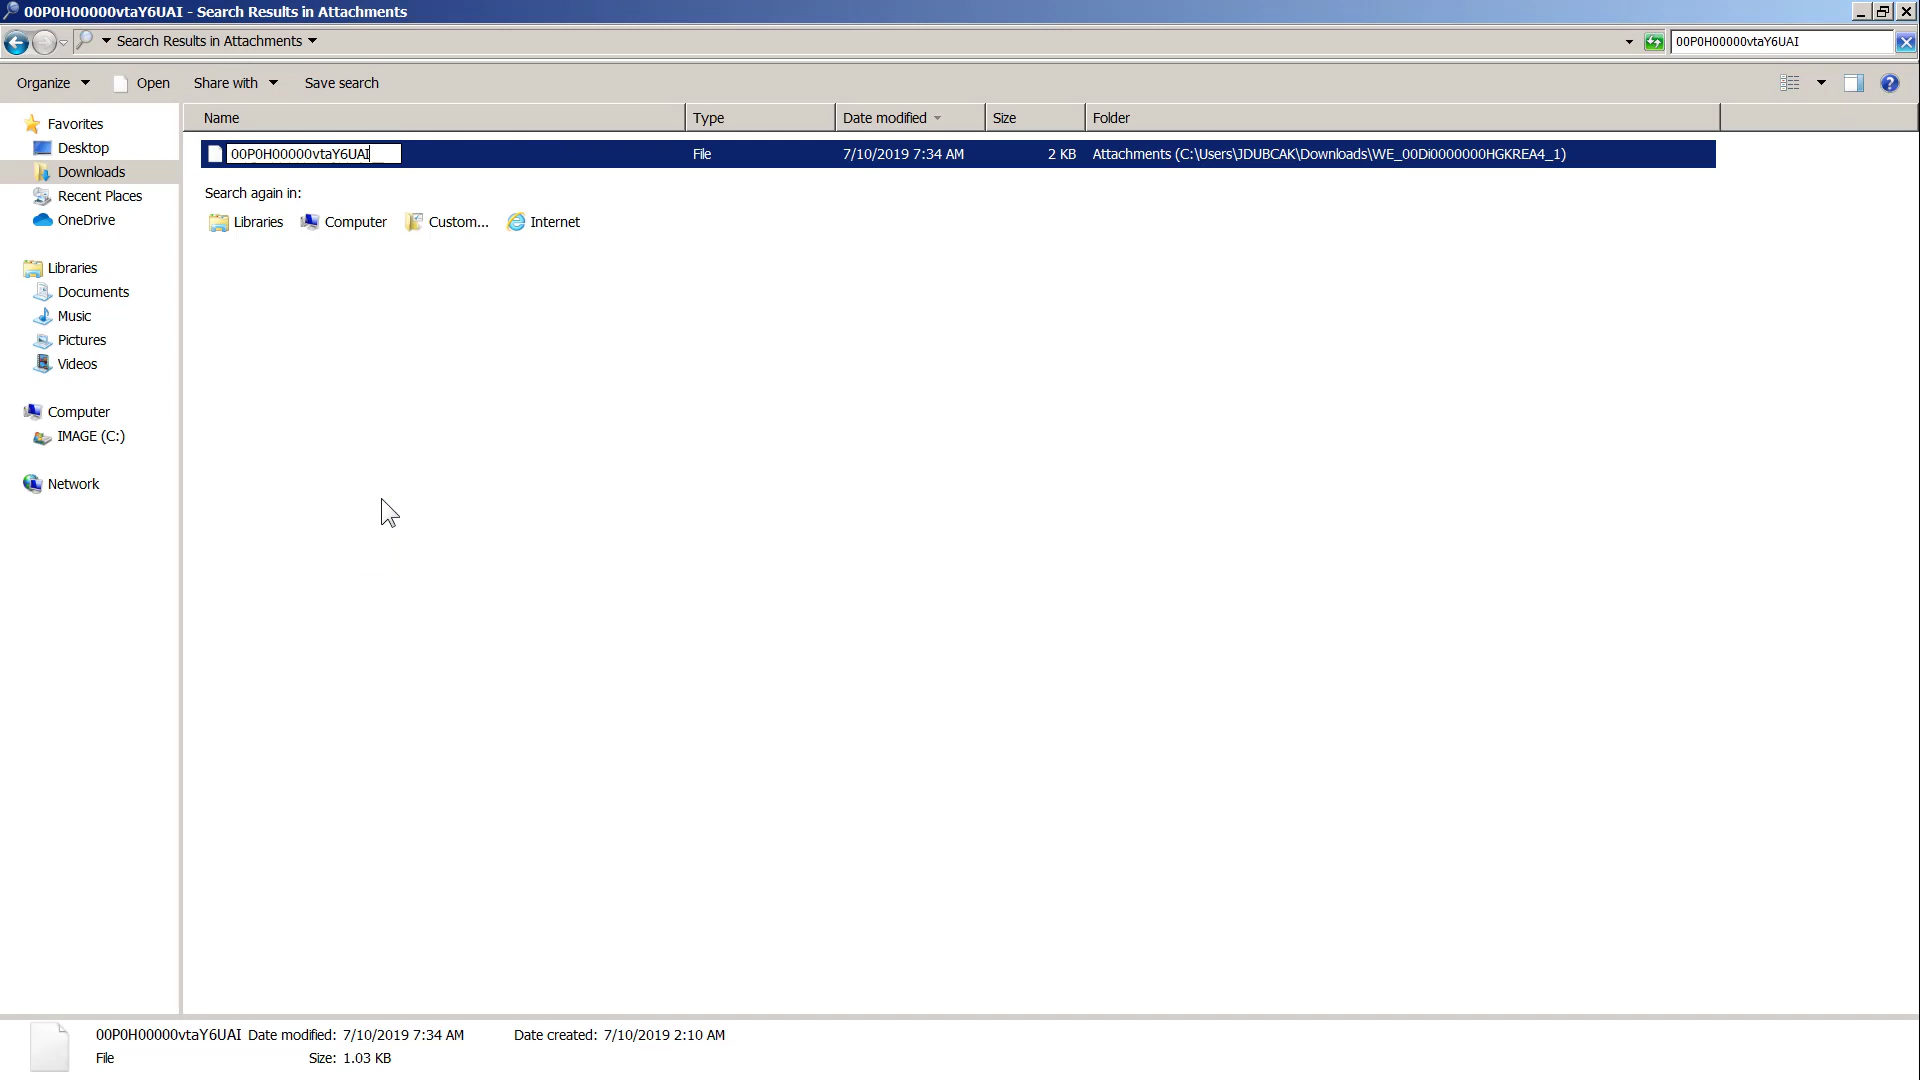 00P0H00000vtaY6UAI - Search Results in Attachments
Search Results in Attachments
00P0H00000vtaY6UAI
Organize Open Share with Save search
Name Type Date modified Size Folder
00P0H00000vtaY6UAI File 7/10/2019 7:34 AM 2 KB Attachments (C:\Users\JDUBCAK\Downloads\WE_00Di0000000HGKREA4_1)
Search again in:
Libraries Computer Custom... Internet
Favorites
Desktop
Downloads
Recent Places
OneDrive
Libraries
Documents
Music
Pictures
Videos
Computer
IMAGE (C:)
Network
00P0H00000vtaY6UAI Date modified: 7/10/2019 7:34 AM Date created: 7/10/2019 2:10 AM
File Size: 1.03 KB